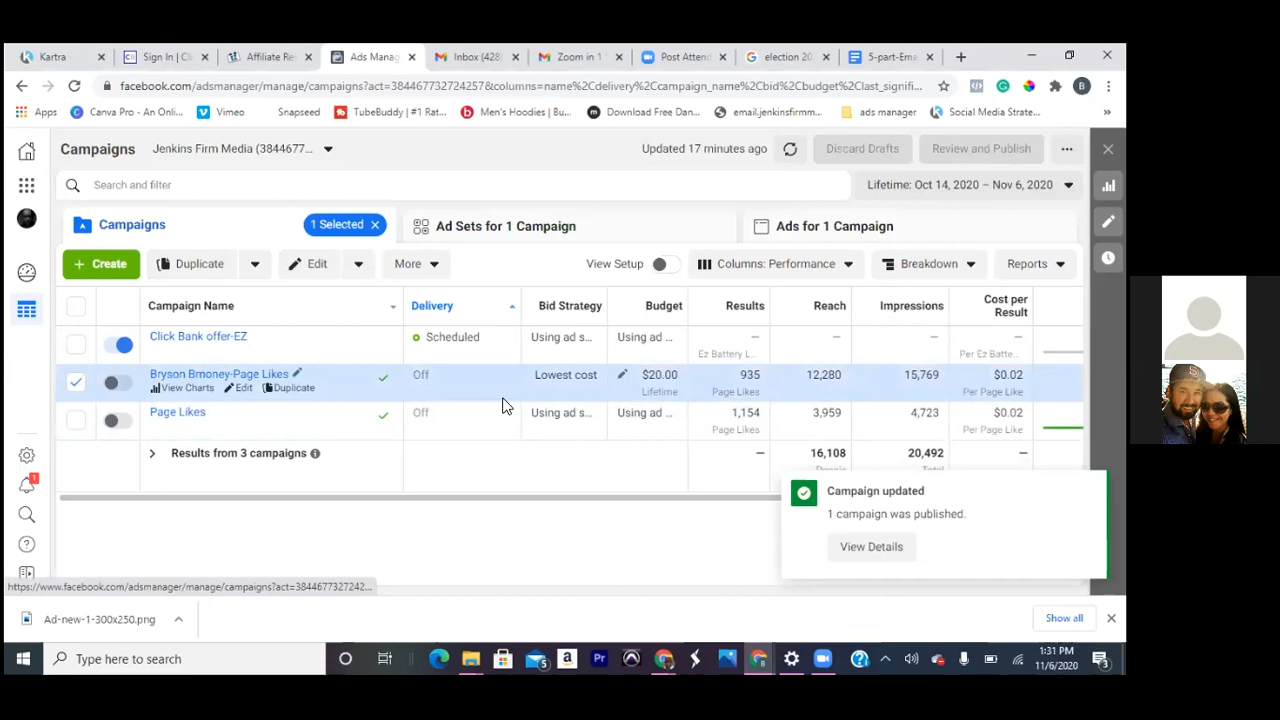 Kartra
Sign In | Cli
Affiliate Re
Ads Manag
Inbox (428)
Zoom in 1
Post Attend
election 20
5-part-Ema
facebook.com/adsmanager/manage/campaigns?act=3844677327242578&columns=name%2Cdelivery%2Ccampaign_name%2Cbid%2Cbudget%2Clast_signifi...
Apps
Canva Pro - An Onli...
Vimeo
Snapseed
TubeBuddy | #1 Rat...
Men's Hoodies | Bu...
Download Free Dan...
email.jenkinsfirmm...
ads manager
Social Media Strate...
Campaigns
Jenkins Firm Media (3844677...
Updated 17 minutes ago
Discard Drafts
Review and Publish
Search and filter
Lifetime: Oct 14, 2020 – Nov 6, 2020
Campaigns
1 Selected
Ad Sets for 1 Campaign
Ads for 1 Campaign
+ Create
Duplicate
Edit
More
View Setup
Columns: Performance
Breakdown
Reports
Campaign Name
Delivery
Bid Strategy
Budget
Results
Reach
Impressions
Cost per
Result
Click Bank offer-EZ
Scheduled
Using ad s...
Using ad ...
—
—
—
—
Ez Battery L...
Per Ez Batte...
Bryson Bmoney-Page Likes
Off
Lowest cost
$20.00
935
12,280
15,769
$0.02
View Charts
Edit
Duplicate
Lifetime
Page Likes
Per Page Like
Page Likes
Off
Using ad s...
Using ad ...
1,154
3,959
4,723
$0.02
Page Likes
Per Page Like
Results from 3 campaigns
—
16,108
20,492
—
Campaign updated
1 campaign was published.
View Details
https://www.facebook.com/adsmanager/manage/campaigns?act=3844677327242...
Ad-new-1-300x250.png
Show all
Type here to search
5
Pr
1:31 PM
11/6/2020
3
1
B